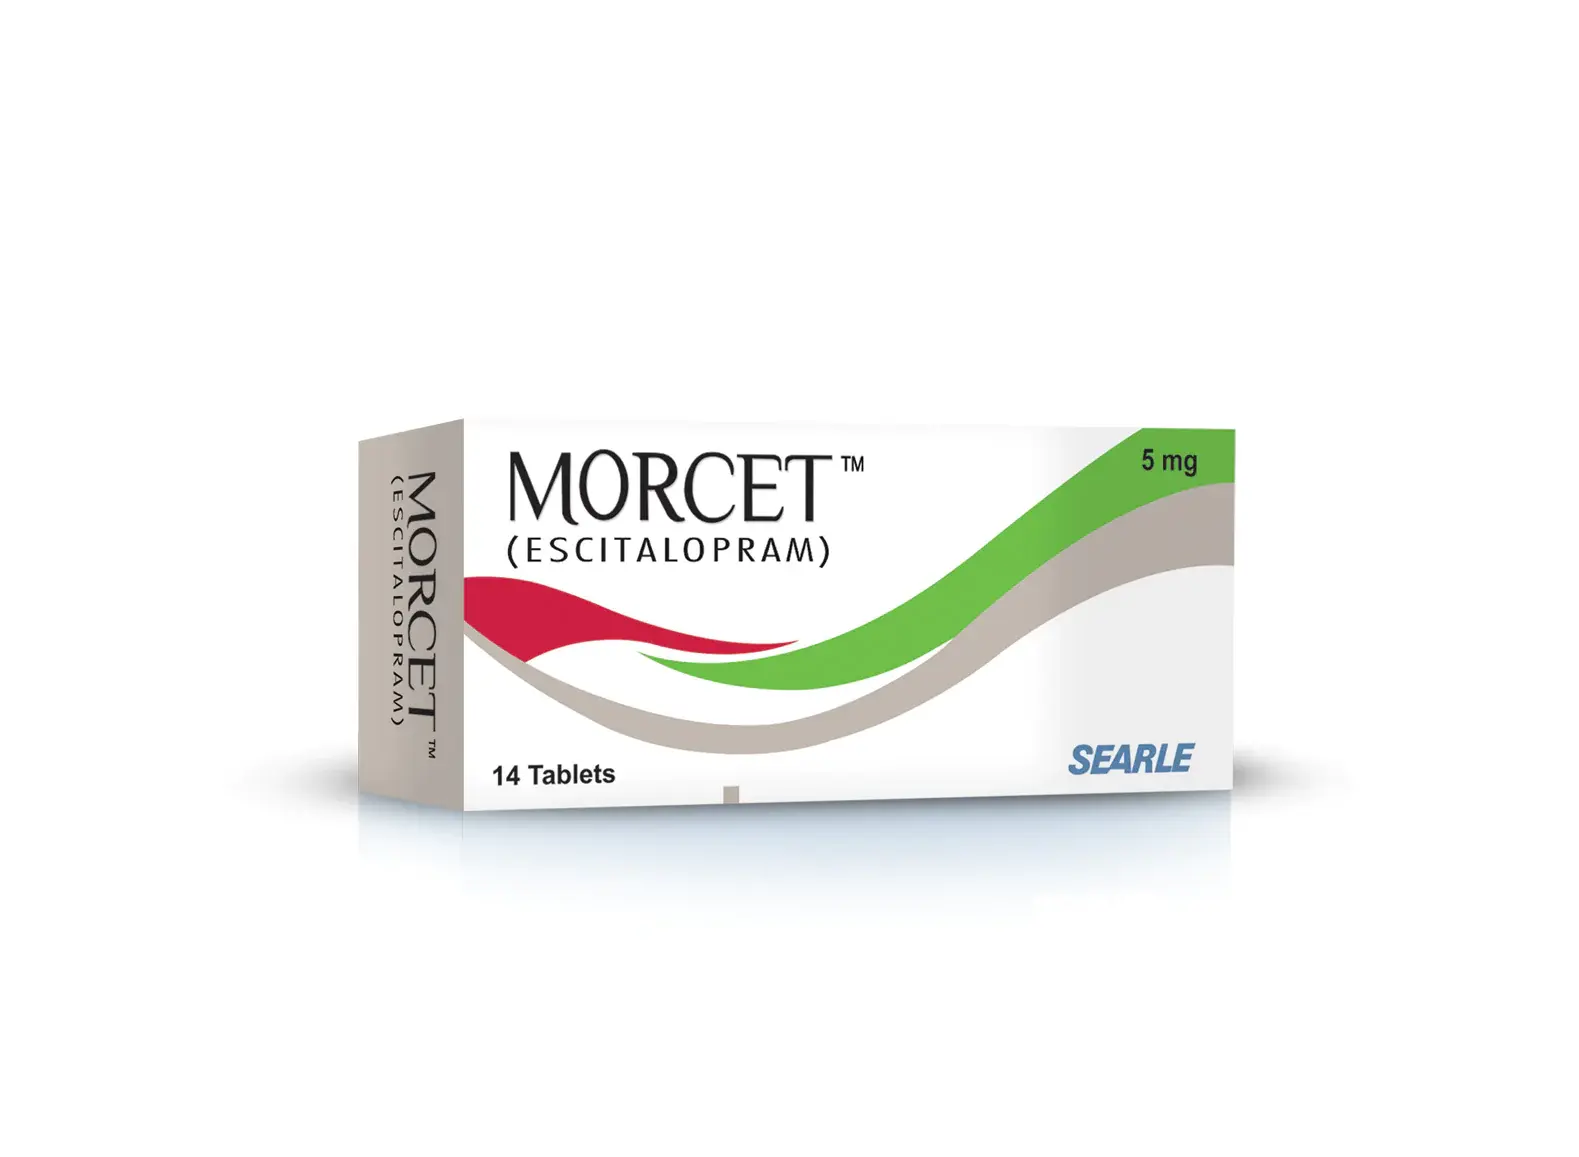 MORCET™
(ESCITALOPRAM)
MORCET™
(ESCITALOPRAM)
5 mg
14 Tablets
SEARLE